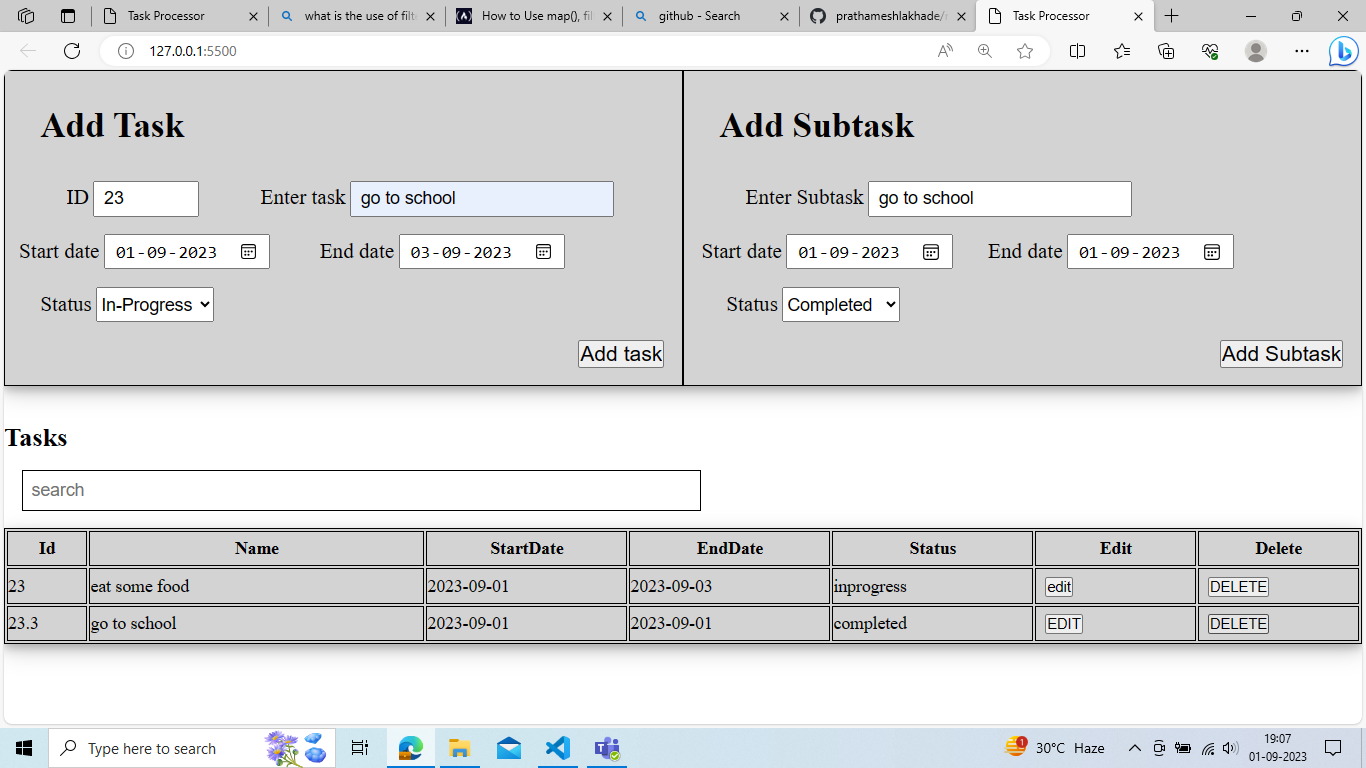 Task Processor
what is the use of filt
How to Use map(), fil
github - Search
prathameshlakhade/
Task Processor
127.0.0.1:5500
Add Task
ID 23 Enter task go to school
Start date 01-09-2023 End date 03-09-2023
Status In-Progress
Add task
Add Subtask
Enter Subtask go to school
Start date 01-09-2023 End date 01-09-2023
Status Completed
Add Subtask
Tasks
search
Id Name StartDate EndDate Status Edit Delete
23 eat some food 2023-09-01 2023-09-03 inprogress edit DELETE
23.3 go to school 2023-09-01 2023-09-01 completed EDIT DELETE
Type here to search
1
30°C Haze
19:07
01-09-2023